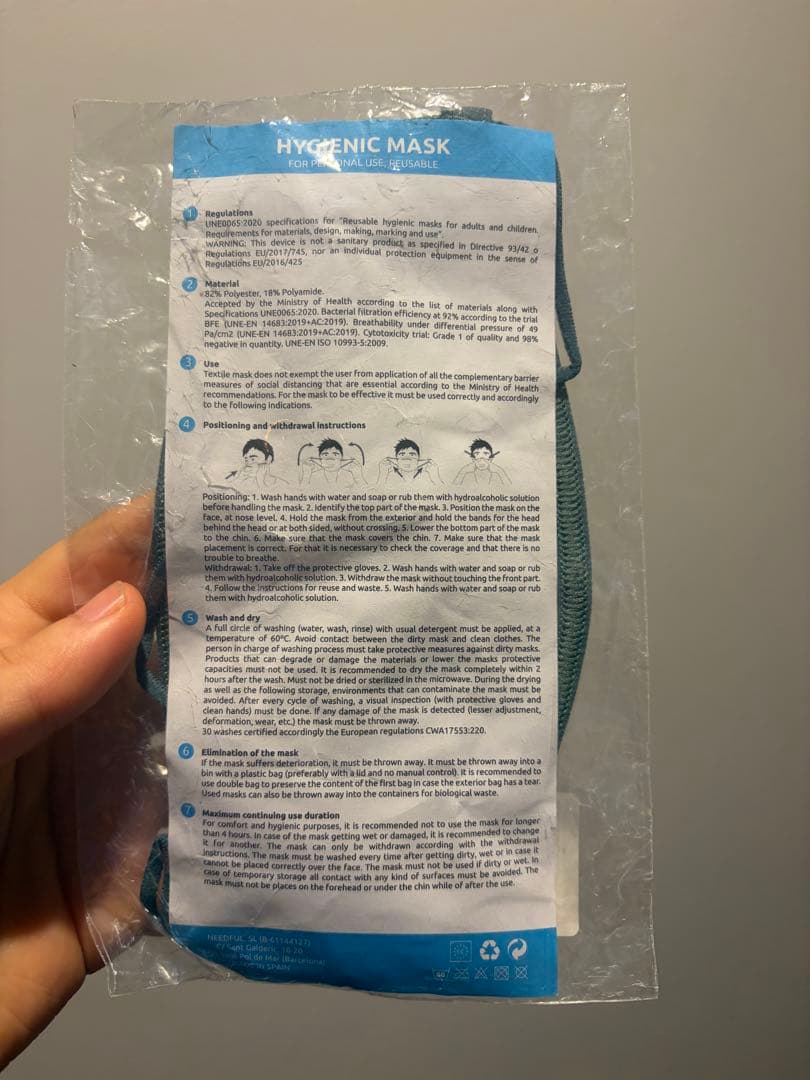 HYGIENIC MASK
FOR PERSONAL USE, REUSABLE
1 Regulations
UNE0065:2020 specifications for "Reusable hygienic masks for adults and children.
Requirements for materials, design, making, marking and use".
WARNING: This device is not a sanitary product as specified in Directive 93/42 o
Regulations EU/2017/745, nor an individual protection equipment in the sense of
Regulations EU/2016/425
2 Material
82% Polyester, 18% Polyamide.
Accepted by the Ministry of Health according to the list of materials along with
Specifications UNE0065:2020. Bacterial filtration efficiency at 92% according to the trial
BFE (UNE-EN 14683:2019+AC:2019). Breathability under differential pressure of 49
Pa/cm2 (UNE-EN 14683:2019+AC:2019). Cytotoxicity trial: Grade 1 of quality and 98%
negative in quantity. UNE-EN ISO 10993-5:2009.
3 Use
Textile mask does not exempt the user from application of all the complementary barrier
measures of social distancing that are essential according to the Ministry of Health
recommendations. For the mask to be effective it must be used correctly and accordingly
to the following indications.
4 Positioning and withdrawal instructions
Positioning: 1. Wash hands with water and soap or rub them with hydroalcoholic solution
before handling the mask. 2. Identify the top part of the mask. 3. Position the mask on the
face, at nose level. 4. Hold the mask from the exterior and hold the bands for the head
behind the head or at both sided, without crossing. 5. Lower the bottom part of the mask
to the chin. 6. Make sure that the mask covers the chin. 7. Make sure that the mask
placement is correct. For that it is necessary to check the coverage and that there is no
trouble to breathe.
Withdrawal: 1. Take off the protective gloves. 2. Wash hands with water and soap or rub
them with hydroalcoholic solution. 3. Withdraw the mask without touching the front part.
4. Follow the instructions for reuse and waste. 5. Wash hands with water and soap or rub
them with hydroalcoholic solution.
5 Wash and dry
A full circle of washing (water, wash, rinse) with usual detergent must be applied, at a
temperature of 60ºC. Avoid contact between the dirty mask and clean clothes. The
person in charge of washing process must take protective measures against dirty masks.
Products that can degrade or damage the materials or lower the masks protective
capacities must not be used. It is recommended to dry the mask completely within 2
hours after the wash. Must not be dried or sterilized in the microwave. During the drying
as well as the following storage, environments that can contaminate the mask must be
avoided. After every cycle of washing, a visual inspection (with protective gloves and
clean hands) must be done. If any damage of the mask is detected (lesser adjustment,
deformation, wear, etc.) the mask must be thrown away.
30 washes certified accordingly the European regulations CWA17553:220.
6 Elimination of the mask
If the mask suffers deterioration, it must be thrown away. It must be thrown away into a
bin with a plastic bag (preferably with a lid and no manual control). It is recommended to
use double bag to preserve the content of the first bag in case the exterior bag has a tear.
Used masks can also be thrown away into the containers for biological waste.
7 Maximum continuing use duration
For comfort and hygienic purposes, it is recommended not to use the mask for longer
than 4 hours. In case of the mask getting wet or damaged, it is recommended to change
it for another. The mask can only be withdrawn according with the withdrawal
instructions. The mask must be washed every time after getting dirty, wet or in case it
cannot be placed correctly over the face. The mask must not be used if dirty or wet. In
case of temporary storage all contact with any kind of surfaces must be avoided. The
mask must not be places on the forehead or under the chin while of after the use.
NEEDFUL, SL (B-61144127)
C/ Sant Galderic, 18-20
Pol de Mar (Barcelona)
IN SPAIN
60